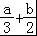 a/3 + b/2